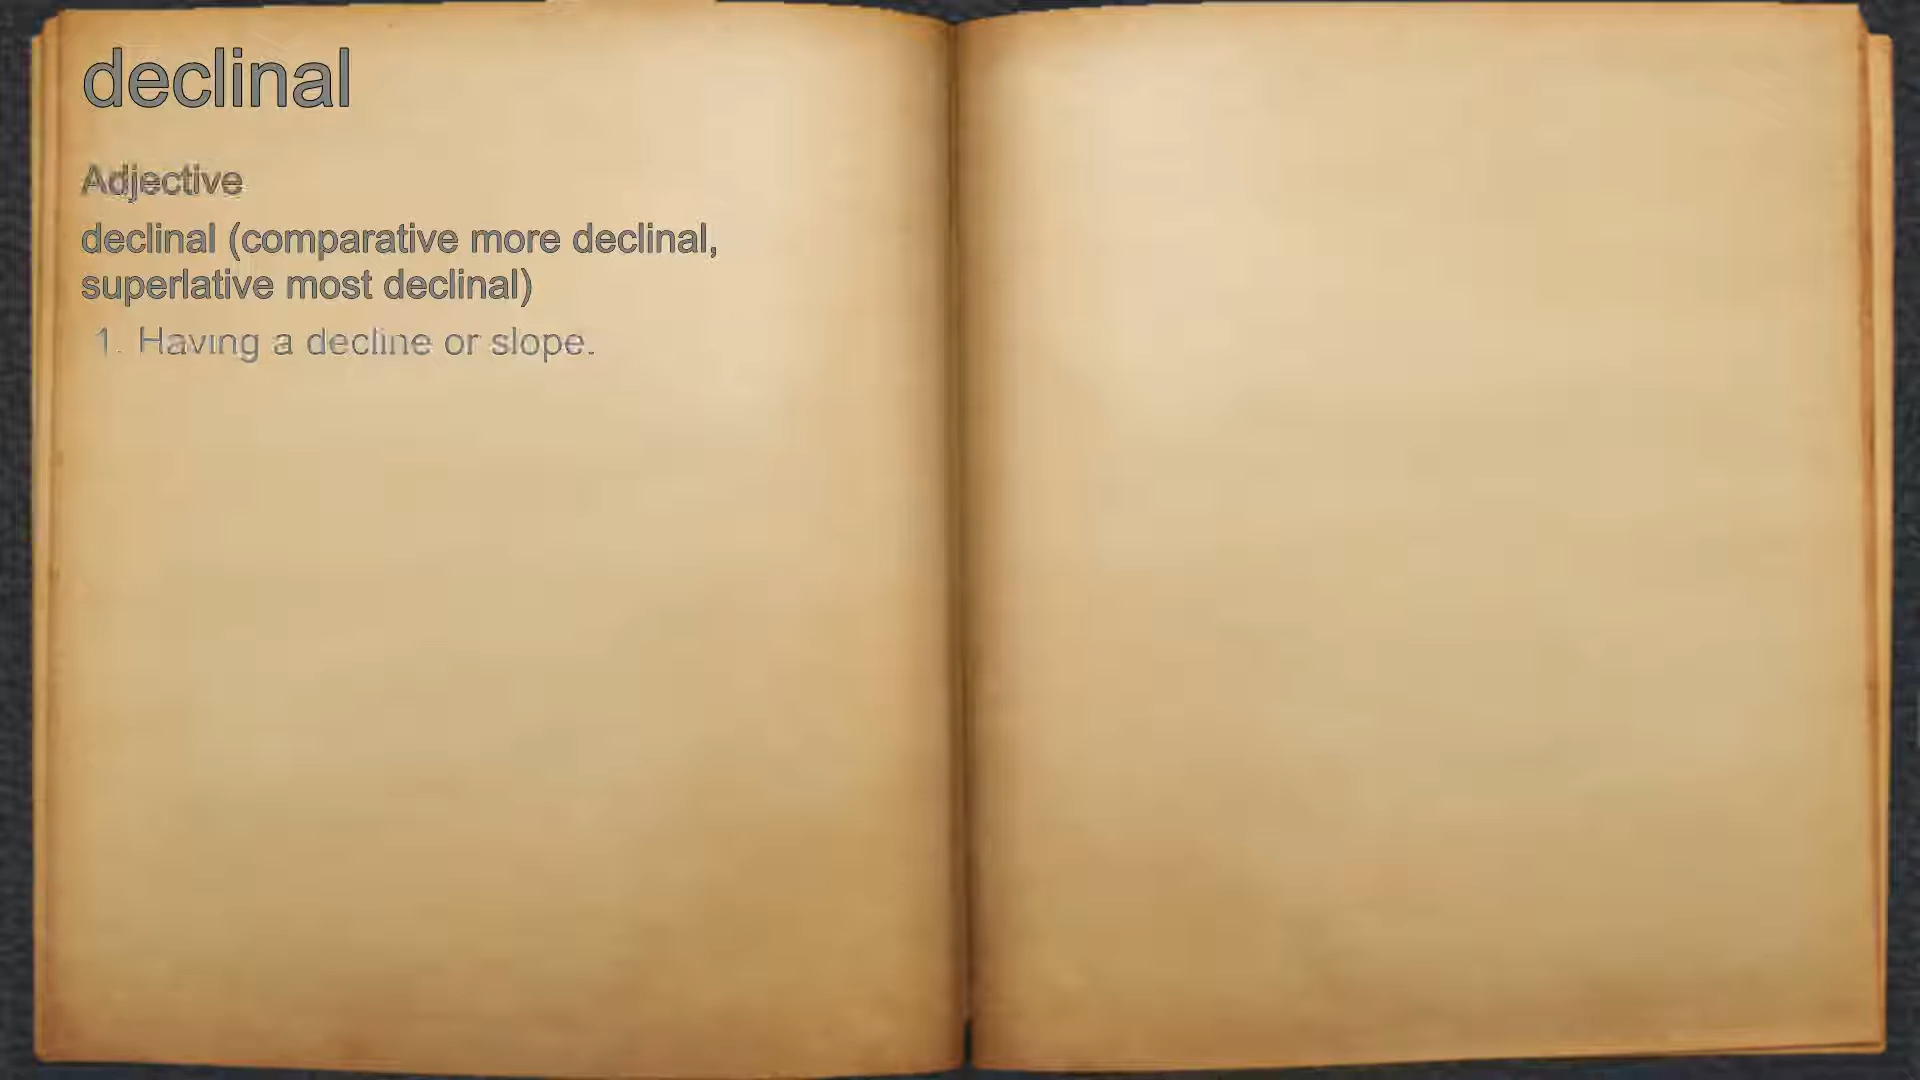 declinal
Adjective
declinal (comparative more declinal,
superlative most declinal)
1. Having a decline or slope.